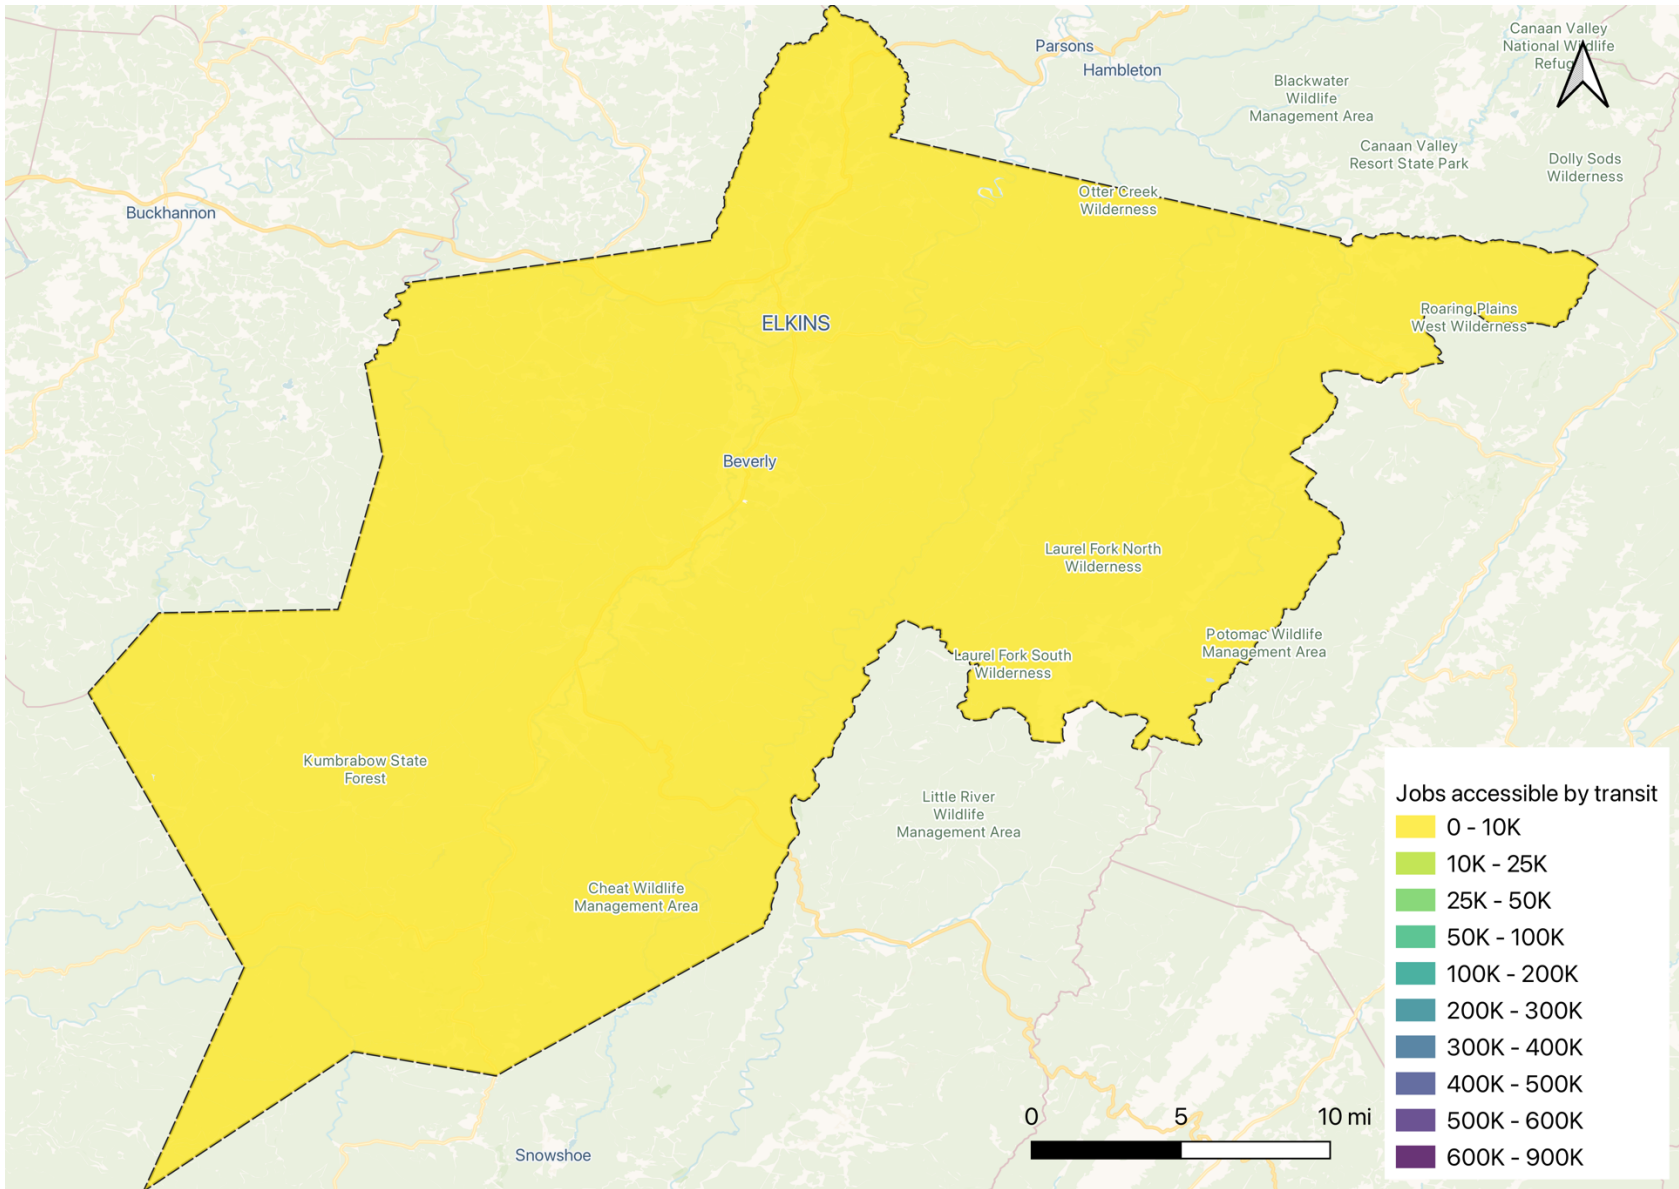 Canaan Valley
National Wildlife
Refug
Parsons
Hambleton
Blackwater
Wildlife
Management Area
Canaan Valley
Resort State Park
Dolly Sods
Wilderness
Otter Creek
Wilderness
Buckhannon
Roaring Plains
West Wilderness
ELKINS
Beverly
Laurel Fork North
Wilderness
Potomac Wildlife
Management Area
Laurel Fork South
Wilderness
Kumbrabow State
Forest
Little River
Wildlife
Management Area
Cheat Wildlife
Management Area
Snowshoe
0 5 10 mi
Jobs accessible by transit
0 - 10K
10K - 25K
25K - 50K
50K - 100K
100K - 200K
200K - 300K
300K - 400K
400K - 500K
500K - 600K
600K - 900K